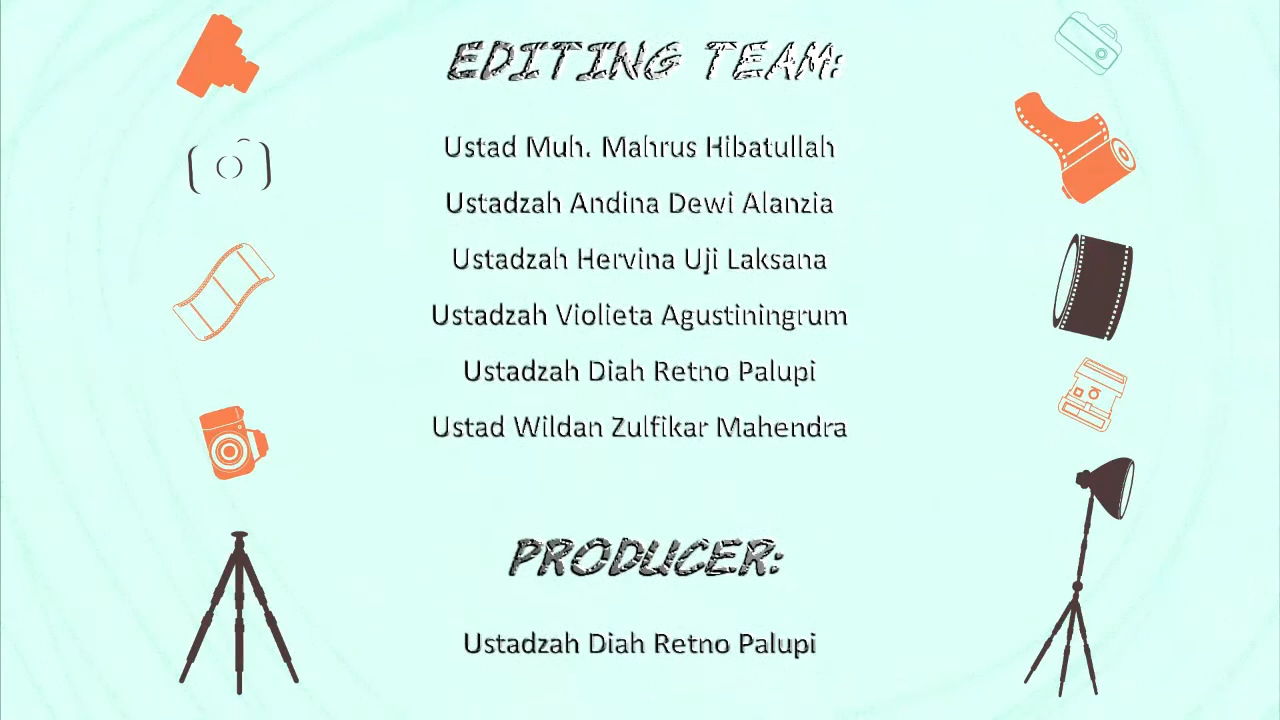 EDITING TEAM:
Ustad Muh. Mahrus Hibatullah
Ustadzah Andina Dewi Alanzia
Ustadzah Hervina Uji Laksana
Ustadzah Violieta Agustiningrum
Ustadzah Diah Retno Palupi
Ustad Wildan Zulfikar Mahendra
PRODUCER:
Ustadzah Diah Retno Palupi